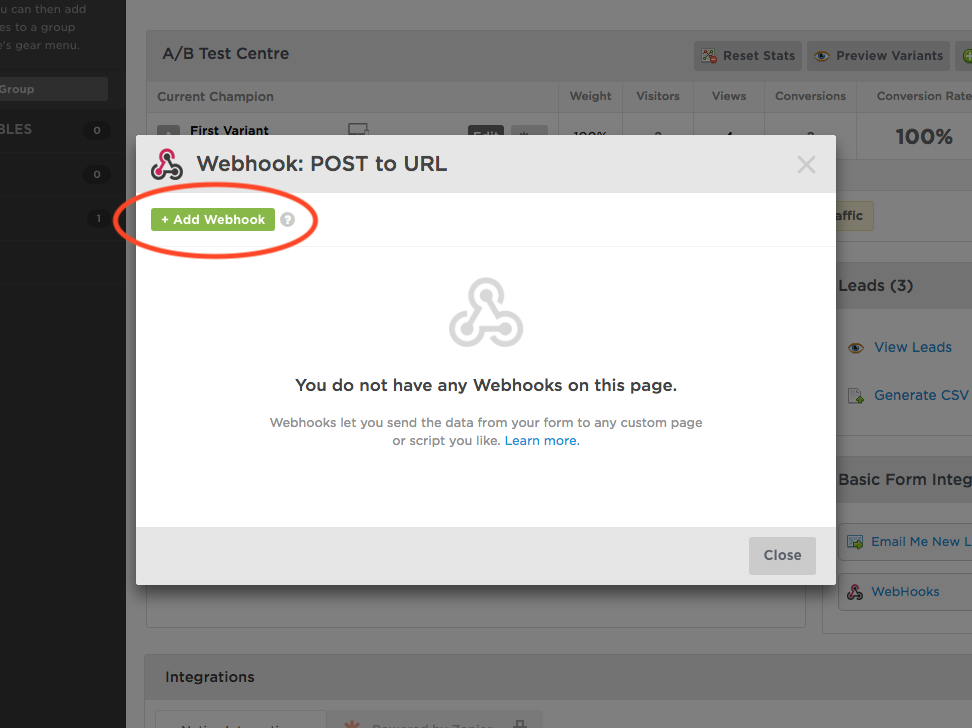 u can then add
es to a group
e's gear menu.
Group
BLES
0
0
1
A/B Test Centre
Reset Stats
Preview Variants
Current Champion
Weight
Visitors
Views
Conversions
Conversion Rate
First Variant
Edit
100%
100%
Webhook: POST to URL
+ Add Webhook
?
affic
You do not have any Webhooks on this page.
Webhooks let you send the data from your form to any custom page
or script you like. Learn more.
Close
Leads (3)
View Leads
Generate CSV
Basic Form Integ
Email Me New L
WebHooks
Integrations
Powered by Zapier